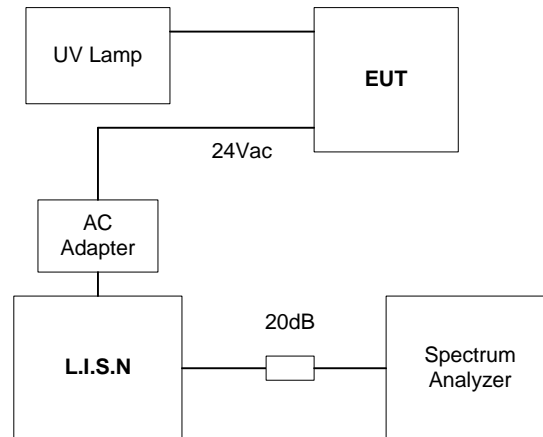 UV Lamp
EUT
24Vac
AC
Adapter
20dB
L.I.S.N
Spectrum
Analyzer